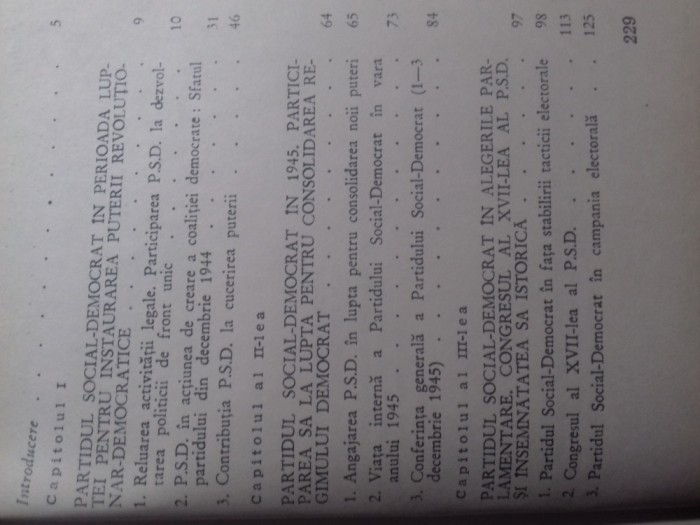 Introducere . . . . . . . . . . 5
Capitolul I
PARTIDUL SOCIAL-DEMOCRAT IN PERIOADA LUP-
TEI PENTRU INSTAURAREA PUTERII REVOLUȚIO-
NAR-DEMOCRATICE . . . . . . . . 9
1. Reluarea activității legale. Participarea P.S.D. la dezvol-
tarea politicii de front unic . . . . . . 10
2. P.S.D. în acțiunea de creare a coaliției democrate : Sfatul
partidului din decembrie 1944 . . . . . . 31
3. Contribuția P.S.D. la cucerirea puterii . . . . 46
Capitolul al II-lea
PARTIDUL SOCIAL-DEMOCRAT IN 1945. PARTICI-
PAREA SA LA LUPTA PENTRU CONSOLIDAREA RE-
GIMULUI DEMOCRAT . . . . . . . . 64
1. Angajarea P.S.D. în lupta pentru consolidarea noii puteri 65
2. Viața internă a Partidului Social-Democrat în vara
anului 1945 . . . . . . . . . . 73
3. Conferința generală a Partidului Social-Democrat (1—3
decembrie 1945) . . . . . . . . . 84
Capitolul al III-lea
PARTIDUL SOCIAL-DEMOCRAT IN ALEGERILE PAR-
LAMENTARE. CONGRESUL AL XVII-LEA AL P.S.D.
ȘI INSEMNATATEA SA ISTORICĂ . . . . . . 97
1. Partidul Social-Democrat în fața stabilirii tacticii electorale 98
2. Congresul al XVII-lea al P.S.D. . . . . . 113
3. Partidul Social-Democrat în campania electorală . . 125
229